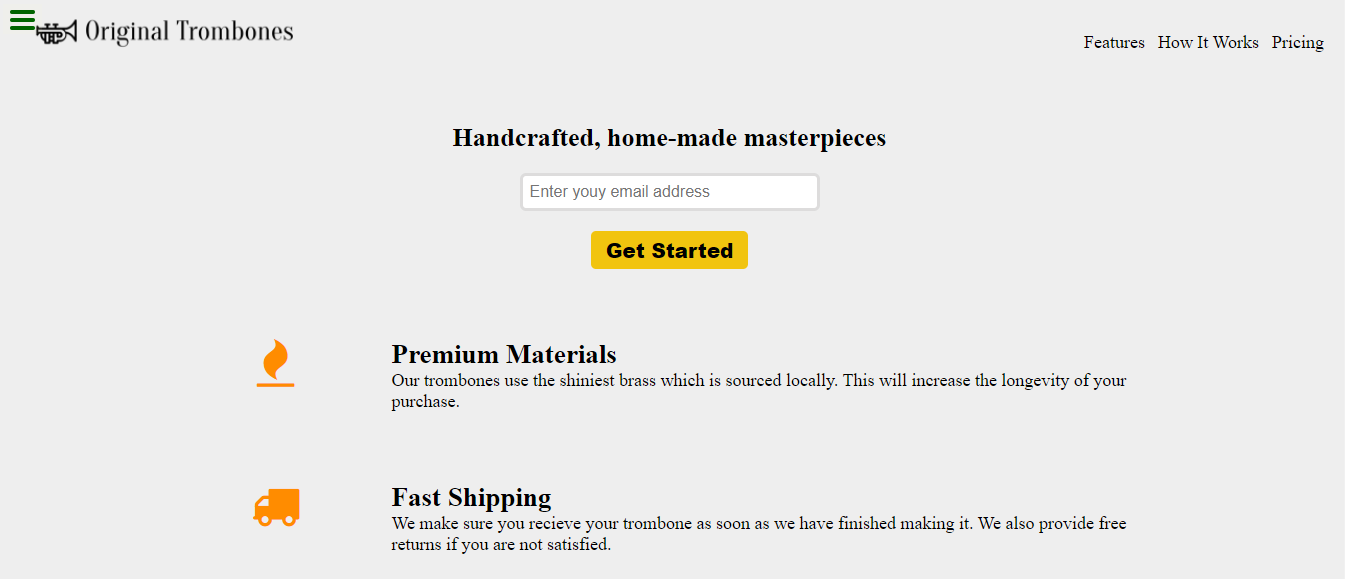 Original Trombones
Features How It Works Pricing
Handcrafted, home-made masterpieces
Enter youy email address
Get Started
Premium Materials
Our trombones use the shiniest brass which is sourced locally. This will increase the longevity of your
purchase.
Fast Shipping
We make sure you recieve your trombone as soon as we have finished making it. We also provide free
returns if you are not satisfied.